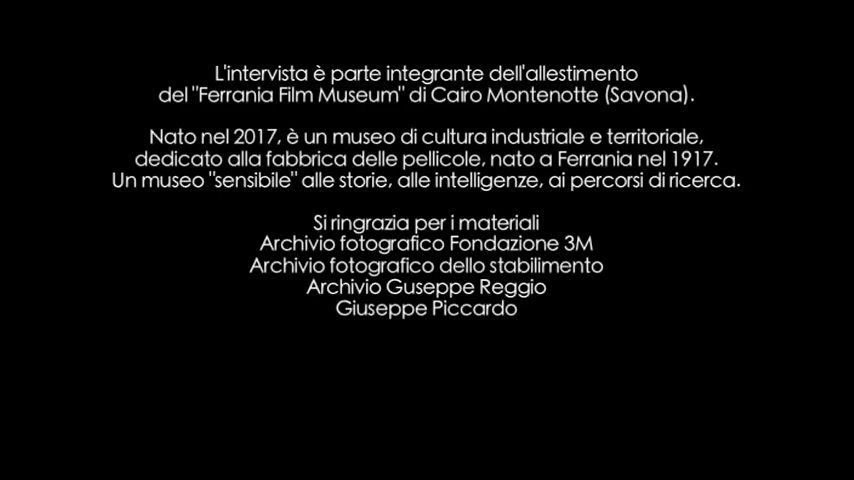 L'intervista è parte integrante dell'allestimento
del "Ferrania Film Museum" di Cairo Montenotte (Savona).
Nato nel 2017, è un museo di cultura industriale e territoriale,
dedicato alla fabbrica delle pellicole, nato a Ferrania nel 1917.
Un museo "sensibile" alle storie, alle intelligenze, ai percorsi di ricerca.
Si ringrazia per i materiali
Archivio fotografico Fondazione 3M
Archivio fotografico dello stabilimento
Archivio Guseppe Reggio
Giuseppe Piccardo